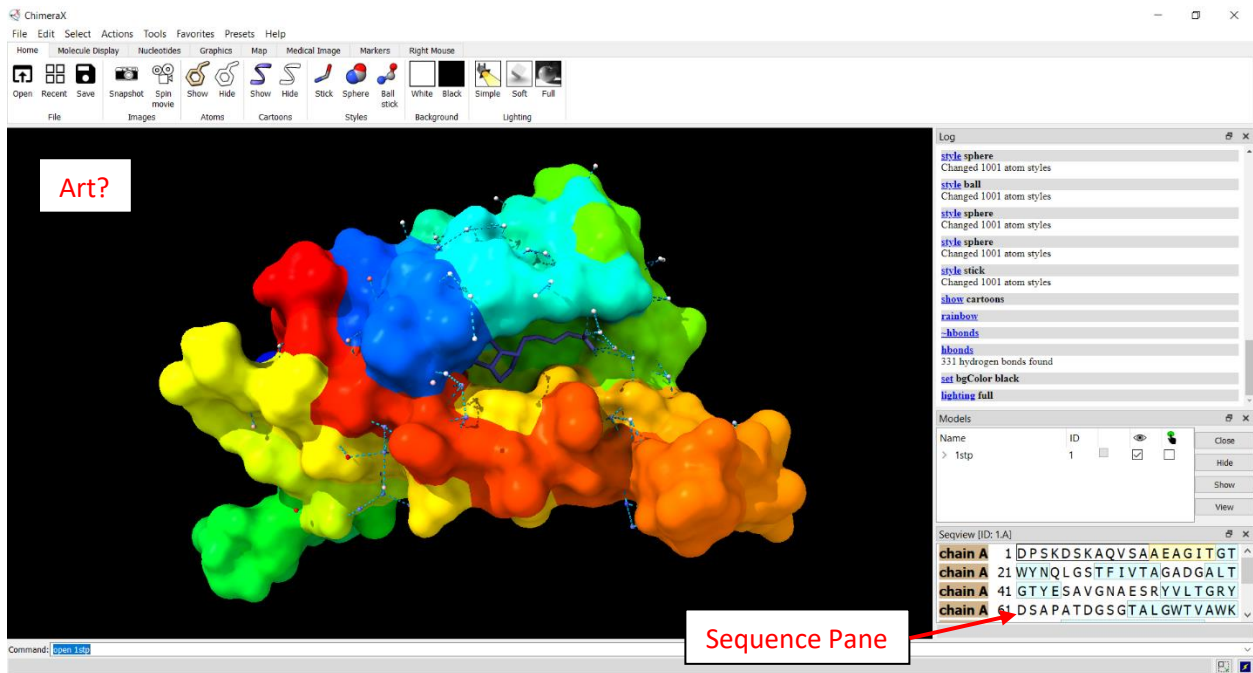 ChimeraX
File Edit Select Actions Tools Favorites Presets Help
Home Molecule Display Nucleotides Graphics Map Medical Image Markers Right Mouse
Open Recent Save Snapshot Spin movie Show Hide Show Hide Stick Sphere Ball stick White Black Simple Soft Full
File Images Atoms Cartoons Styles Background Lighting
Art?
Log
style sphere
Changed 1001 atom styles
style ball
Changed 1001 atom styles
style sphere
Changed 1001 atom styles
style sphere
Changed 1001 atom styles
style stick
Changed 1001 atom styles
show cartoons
rainbow
~hbonds
hbonds
331 hydrogen bonds found
set bgColor black
lighting full
Models
Name ID
1stp 1
Close
Hide
Show
View
Seqview [ID: 1.A]
chain A 1 DPSKDSKAQVSAAEAGITGT
chain A 21 WYNQLGSTFIVTAGADGALT
chain A 41 GTYESAVGNAESRYVLTGRY
chain A 61 DSAPATDGSGTALGWTVAWK
Sequence Pane
Command: open 1stp